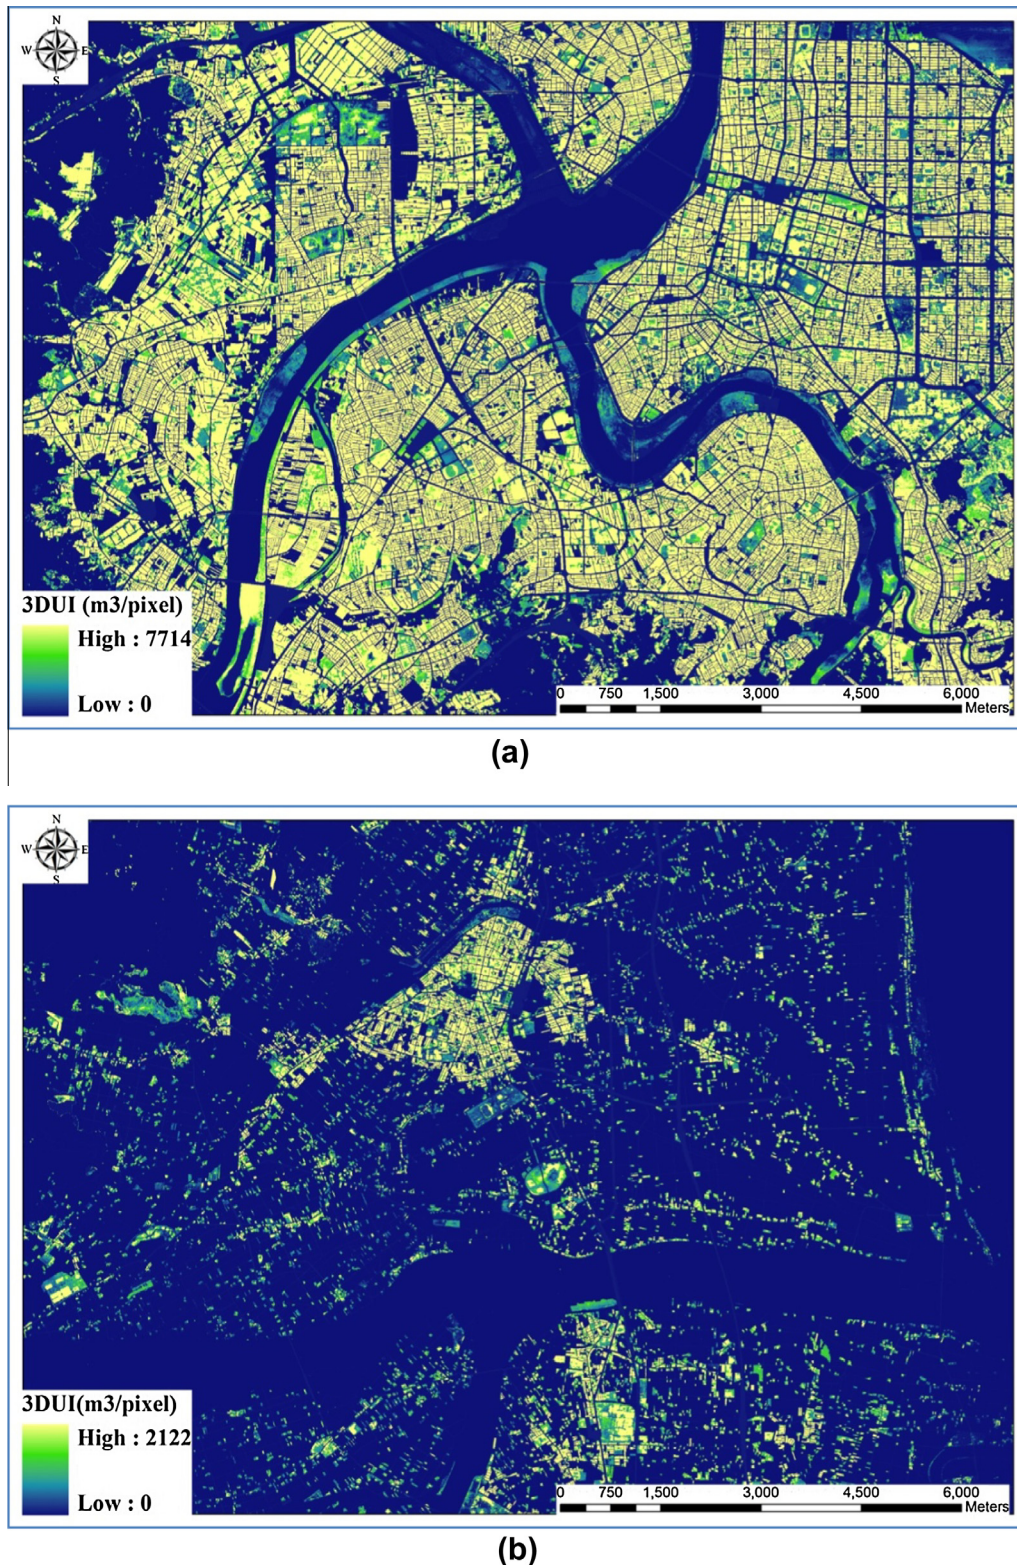 N
W E
S
3DUI (m3/pixel)
High : 7714
Low : 0
0 750 1,500 3,000 4,500 6,000
Meters
(a)
N
W E
S
3DUI(m3/pixel)
High : 2122
Low : 0
0 750 1,500 3,000 4,500 6,000
Meters
(b)